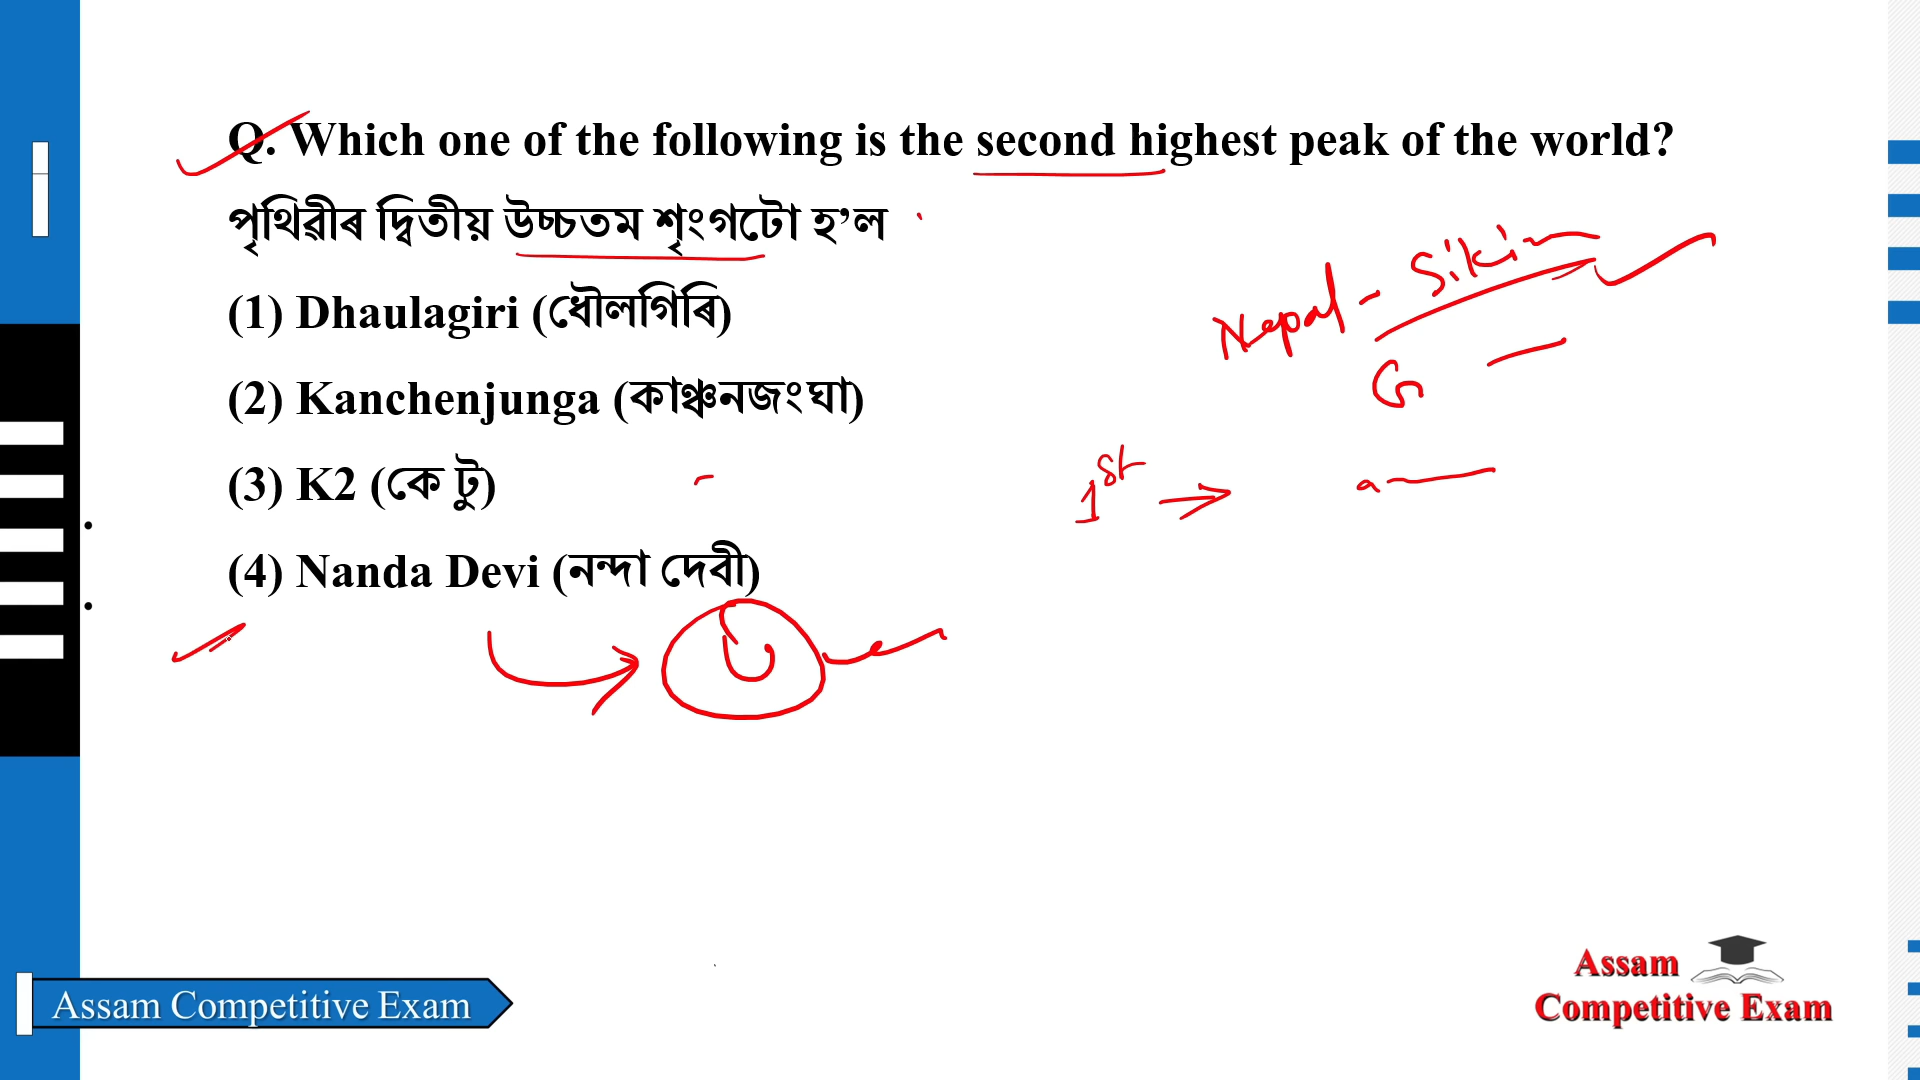 Q. Which one of the following is the second highest peak of the world?
পৃথিৱীৰ দ্বিতীয় উচ্চতম শৃংগটো হ’ল
(1) Dhaulagiri (ধৌলগিৰি)
(2) Kanchenjunga (কাঞ্চনজংঘা)
(3) K2 (কে টু)
(4) Nanda Devi (নন্দা দেবী)
Nepal - Siki
G
1st →
Assam Competitive Exam
Assam
Competitive Exam